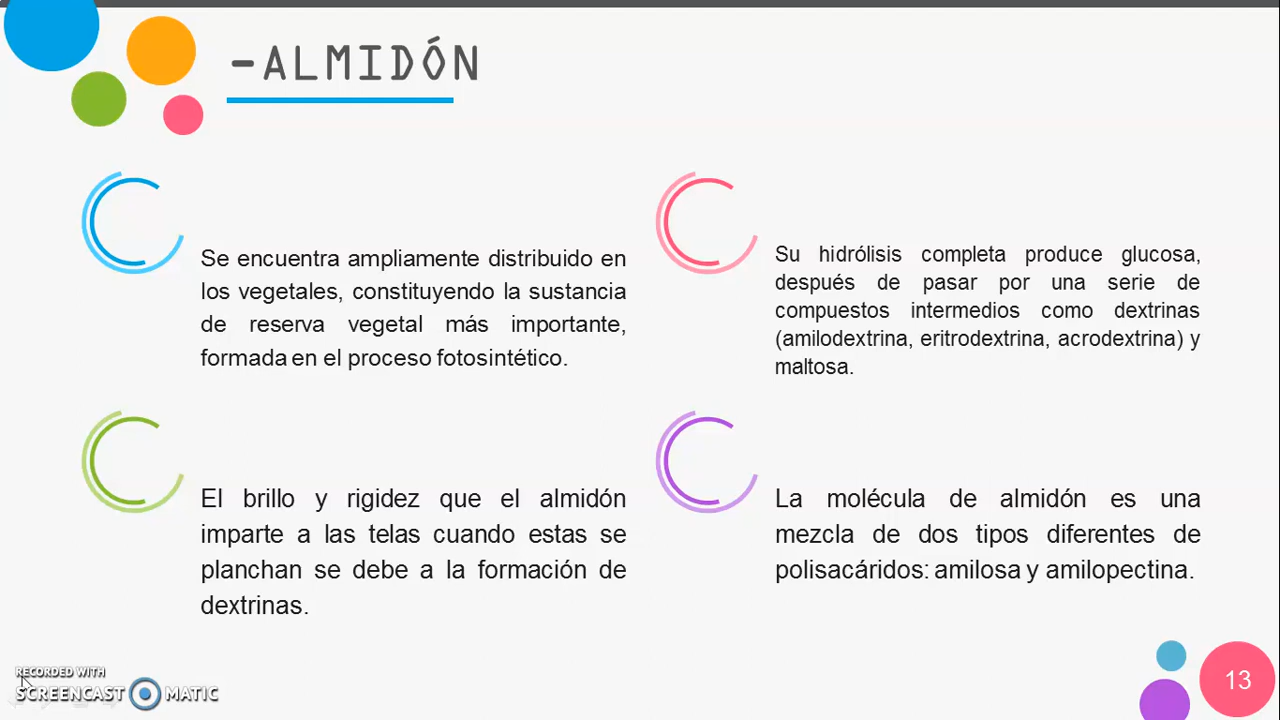 -ALMIDÓN
Se encuentra ampliamente distribuido en
los vegetales, constituyendo la sustancia
de reserva vegetal más importante,
formada en el proceso fotosintético.
Su hidrólisis completa produce glucosa,
después de pasar por una serie de
compuestos intermedios como dextrinas
(amilodextrina, eritrodextrina, acrodextrina) y
maltosa.
El brillo y rigidez que el almidón
imparte a las telas cuando estas se
planchan se debe a la formación de
dextrinas.
La molécula de almidón es una
mezcla de dos tipos diferentes de
polisacáridos: amilosa y amilopectina.
RECORDED WITH
SCREENCAST MATIC
13